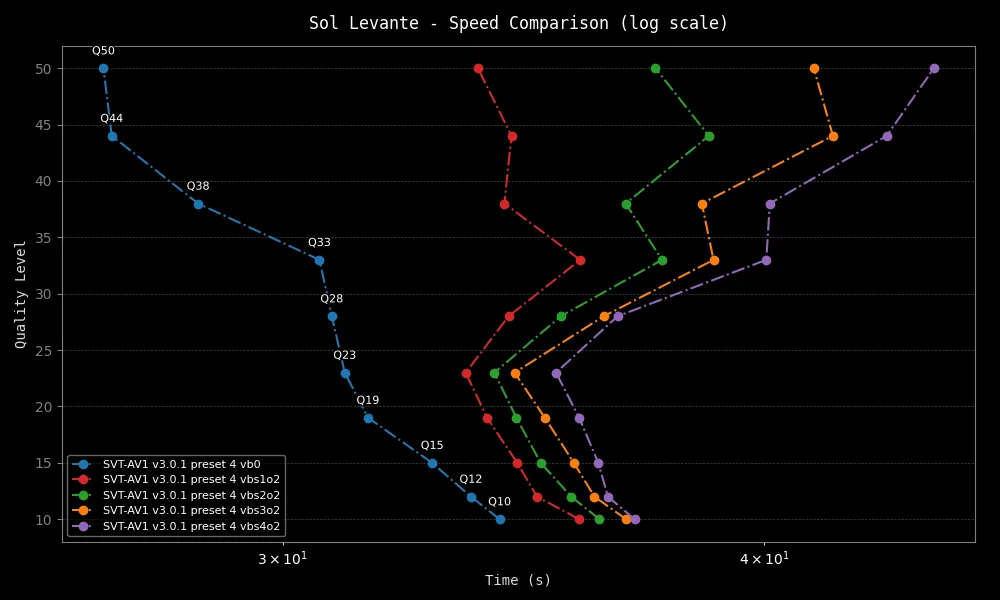 Sol Levante - Speed Comparison (log scale)
Q50
50
45
Q44
40
Q38
35
Q33
30
Q28
25
Q23
20
Q19
15
Q15
Q12
10
Q10
Quality Level
SVT-AV1 v3.0.1 preset 4 vb0
SVT-AV1 v3.0.1 preset 4 vbs1o2
SVT-AV1 v3.0.1 preset 4 vbs2o2
SVT-AV1 v3.0.1 preset 4 vbs3o2
SVT-AV1 v3.0.1 preset 4 vbs4o2
3 × 10¹
4 × 10¹
Time (s)